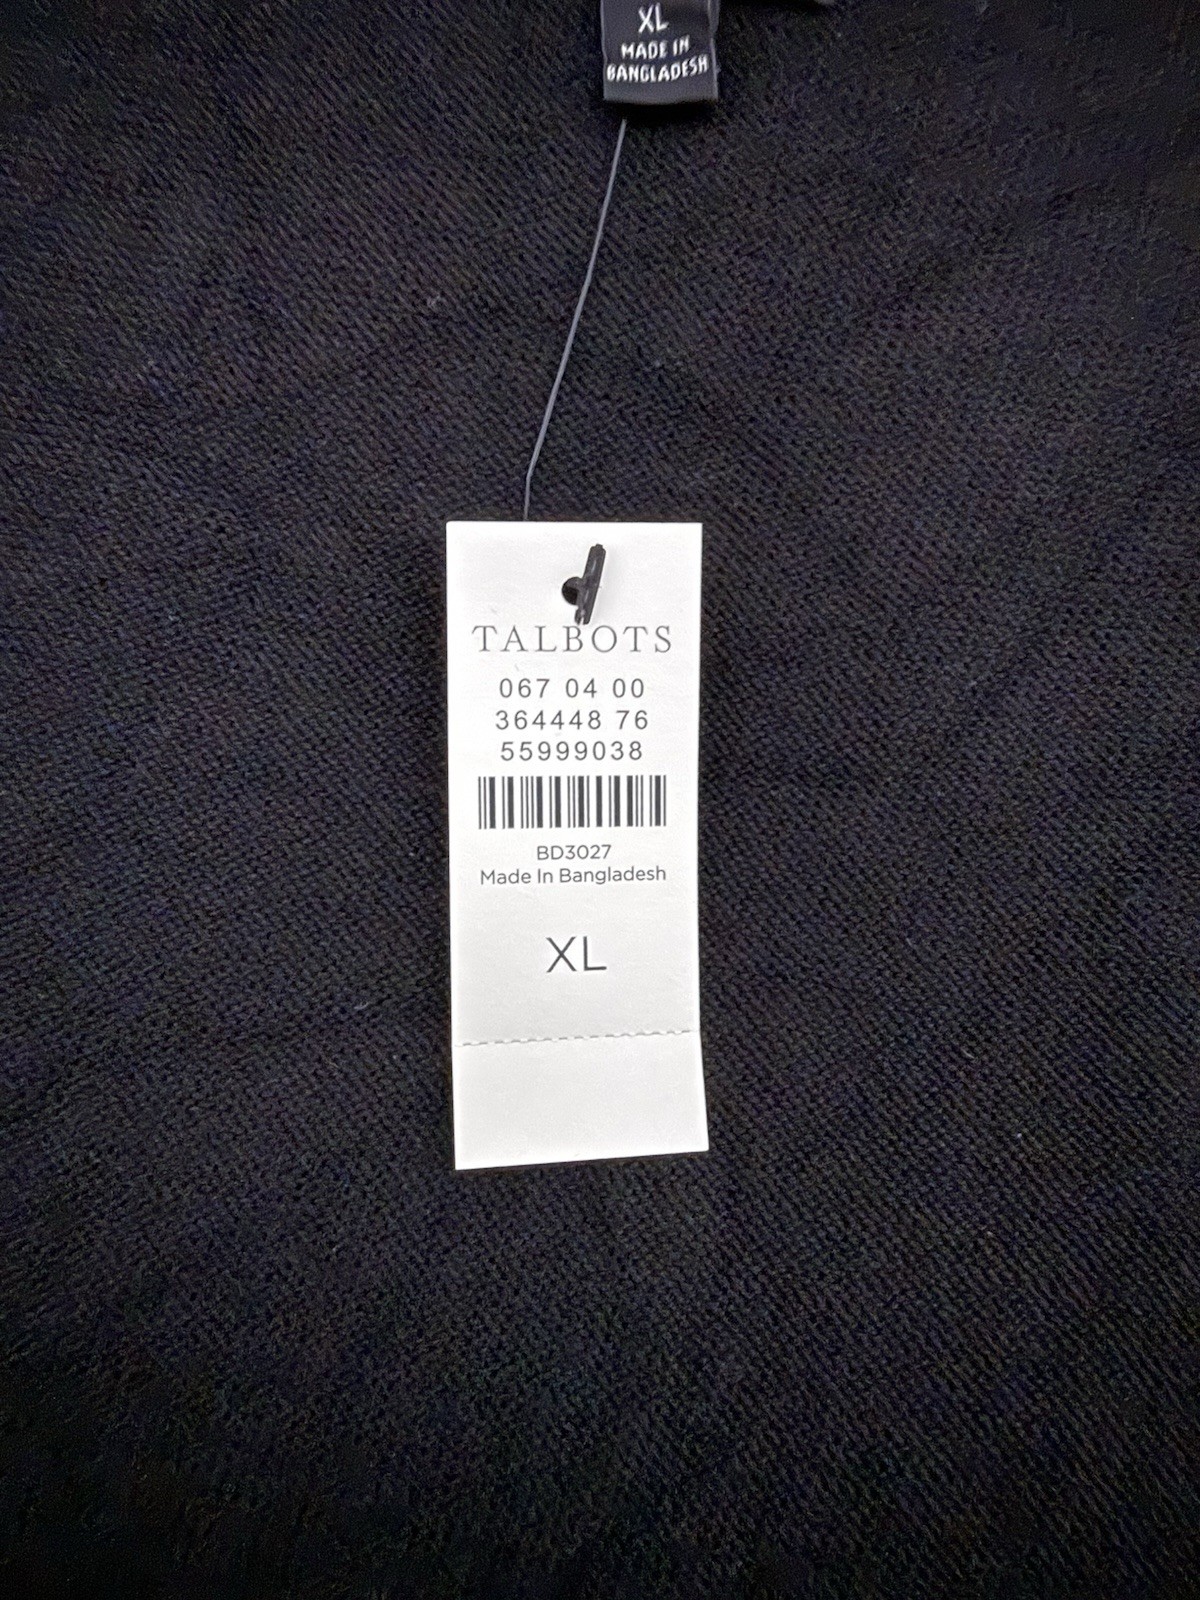 XL
MADE IN
BANGLADESH
TALBOTS
067 04 00
364448 76
55999038
BD3027
Made In Bangladesh
XL